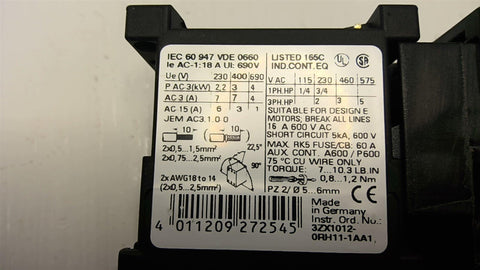 IEC 60 947 VDE 0660
Ie AC-1:18 A Ui: 690V
Ue (V) 230 400 690
P AC 3(kW) 2,2 3 4
AC 3 (A) 7 7 4
AC-15 (A) 6 3 1
JEM AC3.1.0-0
10 (10)
2x0,5...1,5mm²
2x0,75...2,5mm²
22,5°
90°
2x AWG18 to 14
(2x0,5...2,5mm²)
4 011209 272545
LISTED 165C
IND.CONT.EQ
UL
SA
V AC 115 230 460 575
1PH.HP 1/4 3/4
3PH.HP 2 3 5
SUITABLE FOR DESIGN E
MOTORS; BREAK ALL LINES
16 A 600 V AC
SHORT CIRCUIT 5kA, 600 V
MAX. RK5 FUSE/CB: 60 A
AUX. CONT. A600 / P600
75 °C CU WIRE ONLY
TORQUE: 7...10.3 LB.IN
0,8...1,2 Nm
PZ 2/ Ø 5...6mm
CE
Made
in Germany
Instr. Ord. No.:
3ZX1012-
0RH11-1AA1